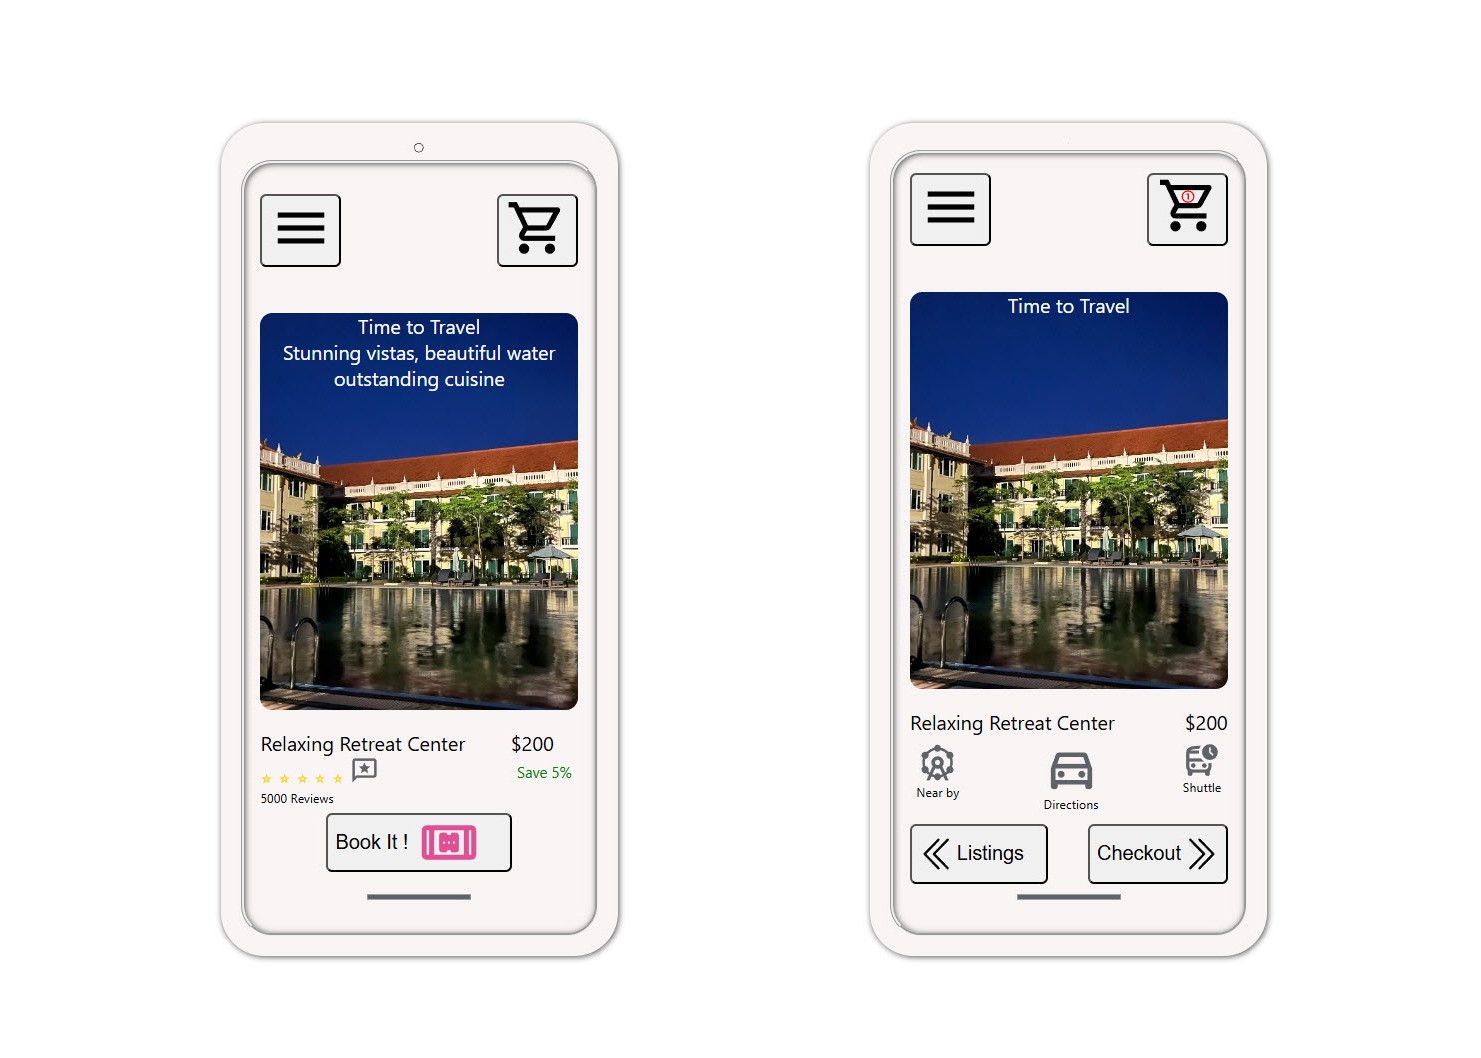 Time to Travel
Stunning vistas, beautiful water
outstanding cuisine
Relaxing Retreat Center $200
Save 5%
5000 Reviews
Book It !
1
Time to Travel
Relaxing Retreat Center $200
Near by
Directions
Shuttle
Listings
Checkout